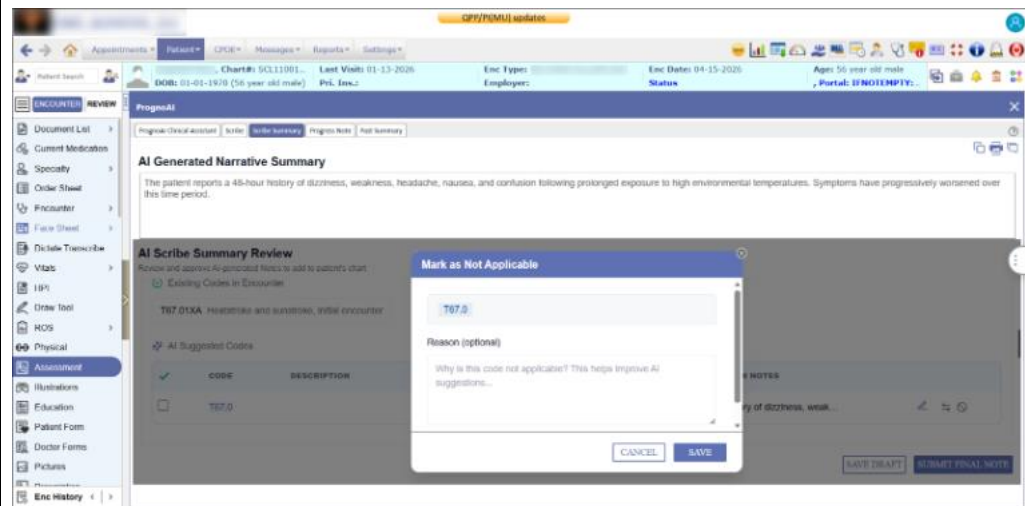 QPP/PEMU| updates
Appointments Patient CPOE Messages Reports Settings
Patient Search
, Chart#: SCL11001... Last Visit: 01-13-2026 Enc Type: Enc Date: 04-15-2026 Age: 56 year old male
DOB: 01-01-1970 (56 year old male) Pri. Ins.: Employer: Status , Portal: IFNOTEMPTY:..
ENCOUNTER REVIEW
PrognoAI
Document List
Current Medication
Specialty
Order Sheet
Encounter
Face Sheet
Dictate Transcribe
Vitals
HPI
Draw Tool
ROS
Physical
Assessment
Illustrations
Education
Patient Form
Doctor Forms
Pictures
Enc History
PrognoAI Clinical Assistant Scribe Scribe Summary Progress Note Past Summary
AI Generated Narrative Summary
The patient reports a 48-hour history of dizziness, weakness, headache, nausea, and confusion following prolonged exposure to high environmental temperatures. Symptoms have progressively worsened over
this time period.
AI Scribe Summary Review
Review and approve AI-generated Notes to add to patient's chart
Existing Codes in Encounter
T67.01XA Heatstroke and sunstroke, initial encounter
AI Suggested Codes
CODE DESCRIPTION NOTES
T67.0 ry of dizziness, weak...
SAVE DRAFT SUBMIT FINAL NOTE
Mark as Not Applicable
T67.0
Reason (optional)
Why is this code not applicable? This helps improve AI
suggestions...
CANCEL SAVE